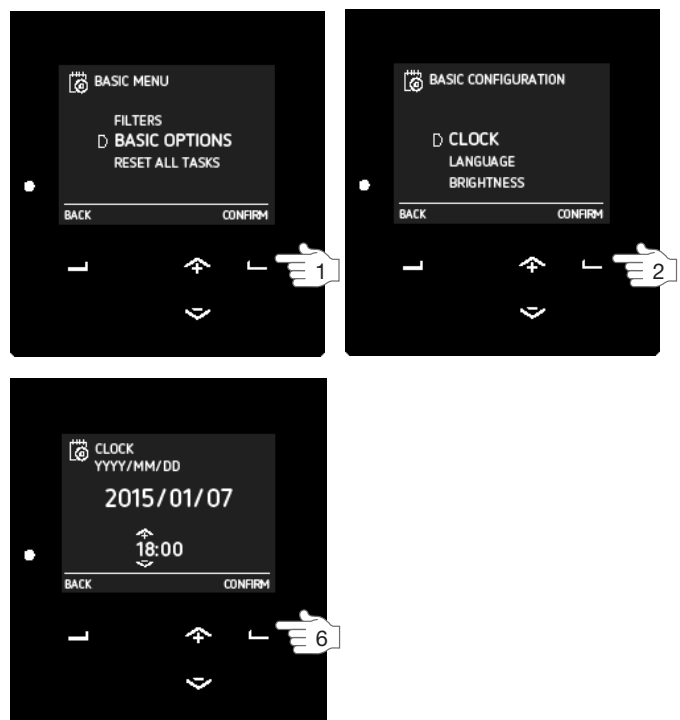 BASIC MENU
FILTERS
BASIC OPTIONS
RESET ALL TASKS
BACK CONFIRM
1
BASIC CONFIGURATION
CLOCK
LANGUAGE
BRIGHTNESS
BACK CONFIRM
2
CLOCK
YYYY/MM/DD
2015/01/07
18:00
BACK CONFIRM
6